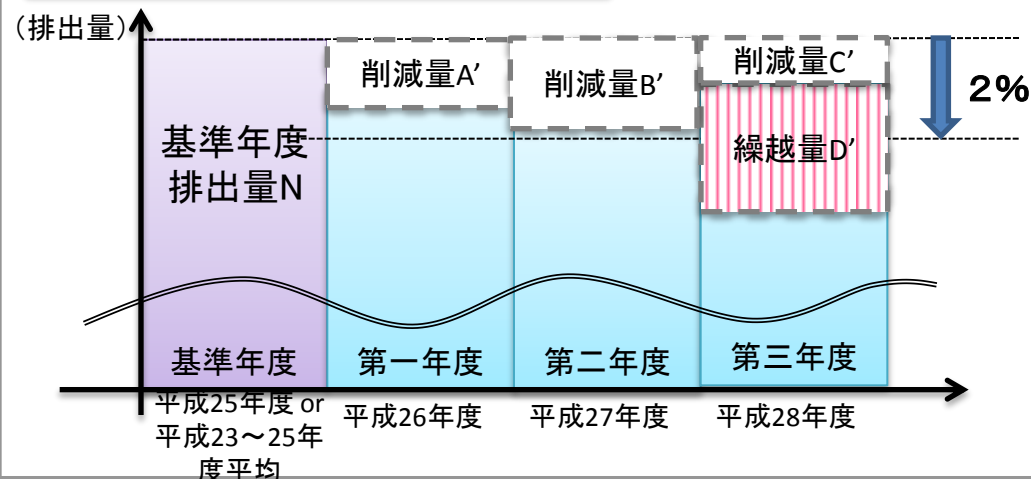 （排出量）
削減量A’
削減量B’
削減量C’
2%
基準年度
排出量N
繰越量D’
基準年度
第一年度
第二年度
第三年度
平成25年度 or
平成23～25年
度平均
平成26年度
平成27年度
平成28年度